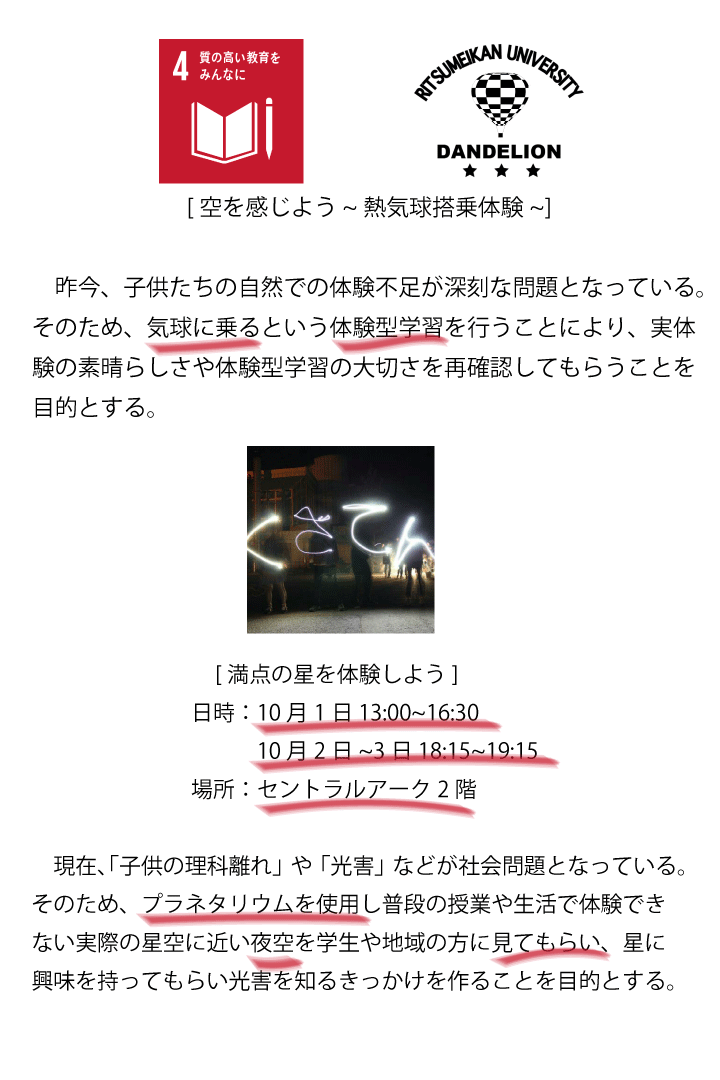 4 質の高い教育を
みんなに
RITSUMEIKAN UNIVERSITY
DANDELION
[ 空を感じよう ~ 熱気球搭乗体験 ~]
昨今、子供たちの自然での体験不足が深刻な問題となっている。
そのため、気球に乗るという体験型学習を行うことにより、実体
験の素晴らしさや体験型学習の大切さを再確認してもらうことを
目的とする。
くさてん
[ 満点の星を体験しよう ]
日時：10 月 1 日 13:00~16:30
10 月 2 日 ~3 日 18:15~19:15
場所：セントラルアーク 2 階
現在、「子供の理科離れ」や「光害」などが社会問題となっている。
そのため、プラネタリウムを使用し普段の授業や生活で体験でき
ない実際の星空に近い夜空を学生や地域の方に見てもらい、星に
興味を持ってもらい光害を知るきっかけを作ることを目的とする。